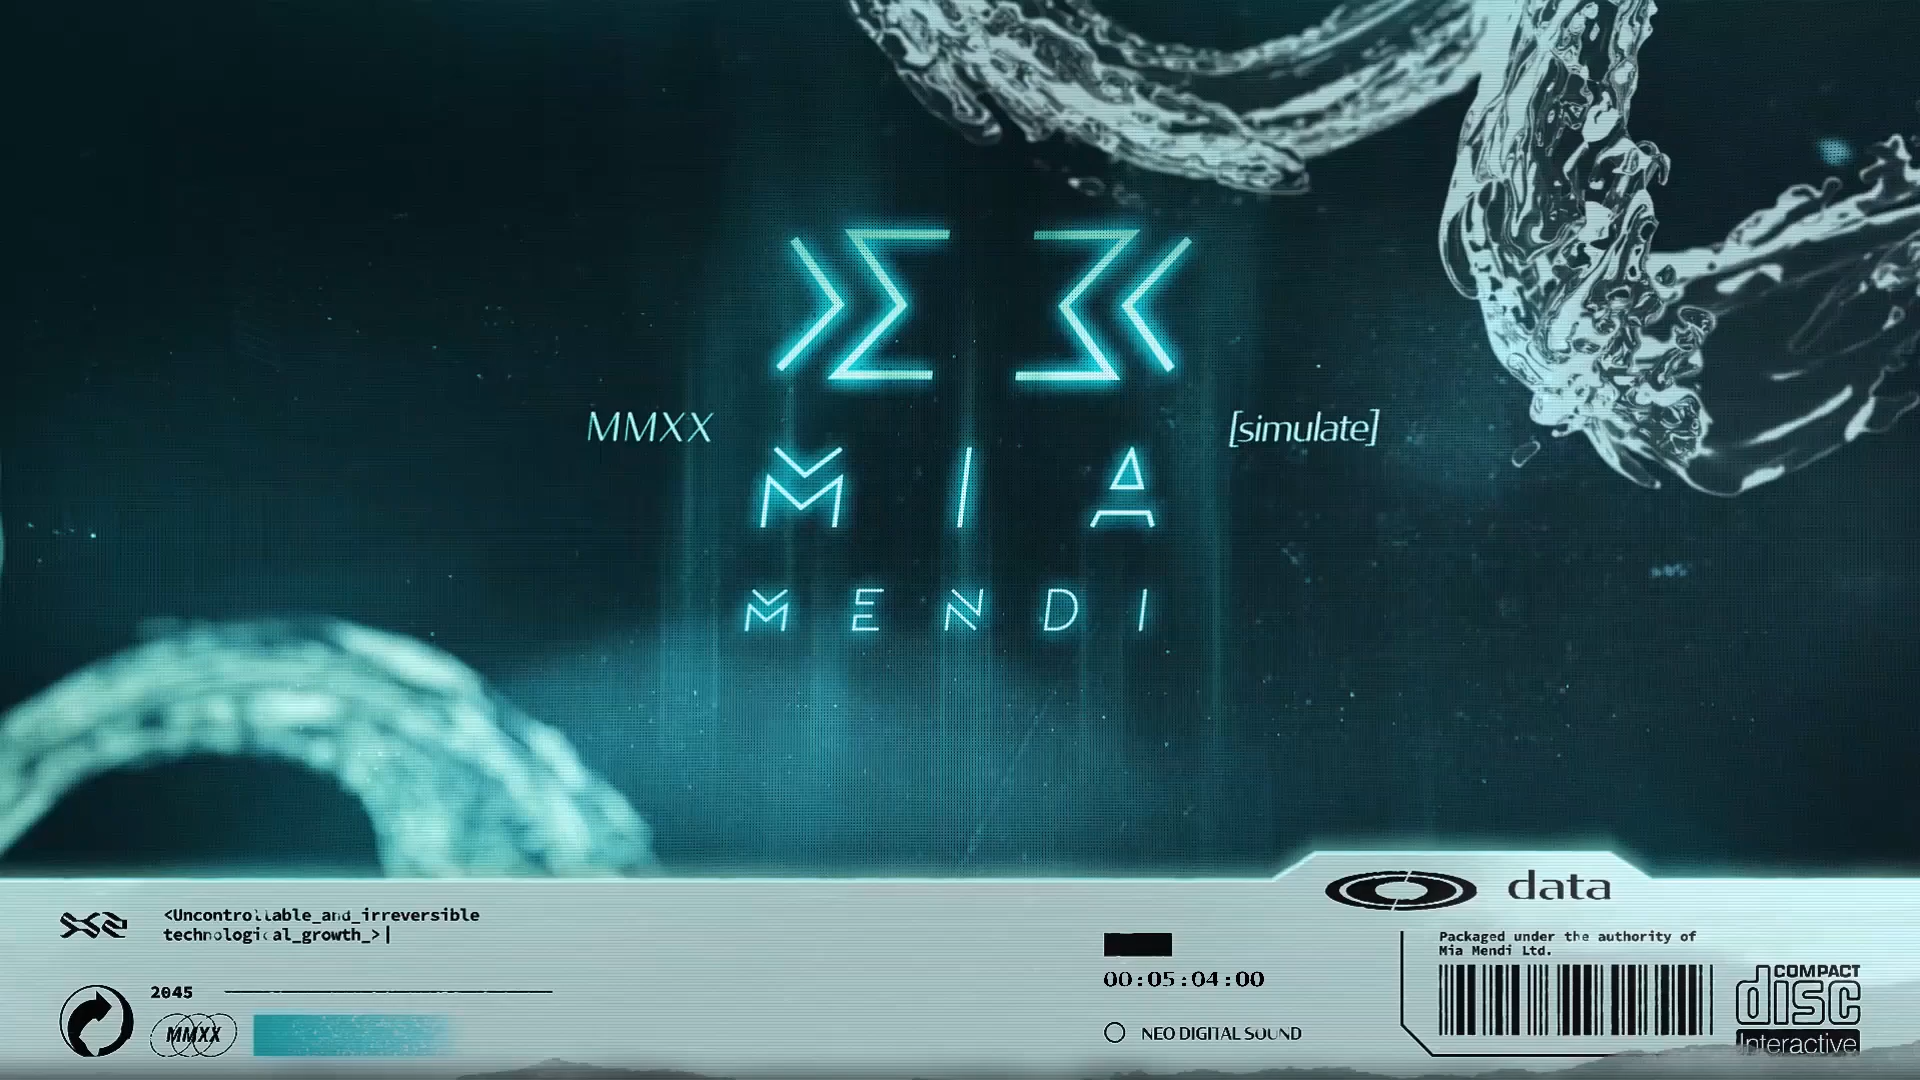 MMXX
[simulate]
MIA
MENDI
data
<Uncontrollable_and_irreversible
technological_growth_>|
Packaged under the authority of
Mia Mendi Ltd.
00:05:04:00
2045
MMXX
NEO DIGITAL SOUND
COMPACT
disc
Interactive